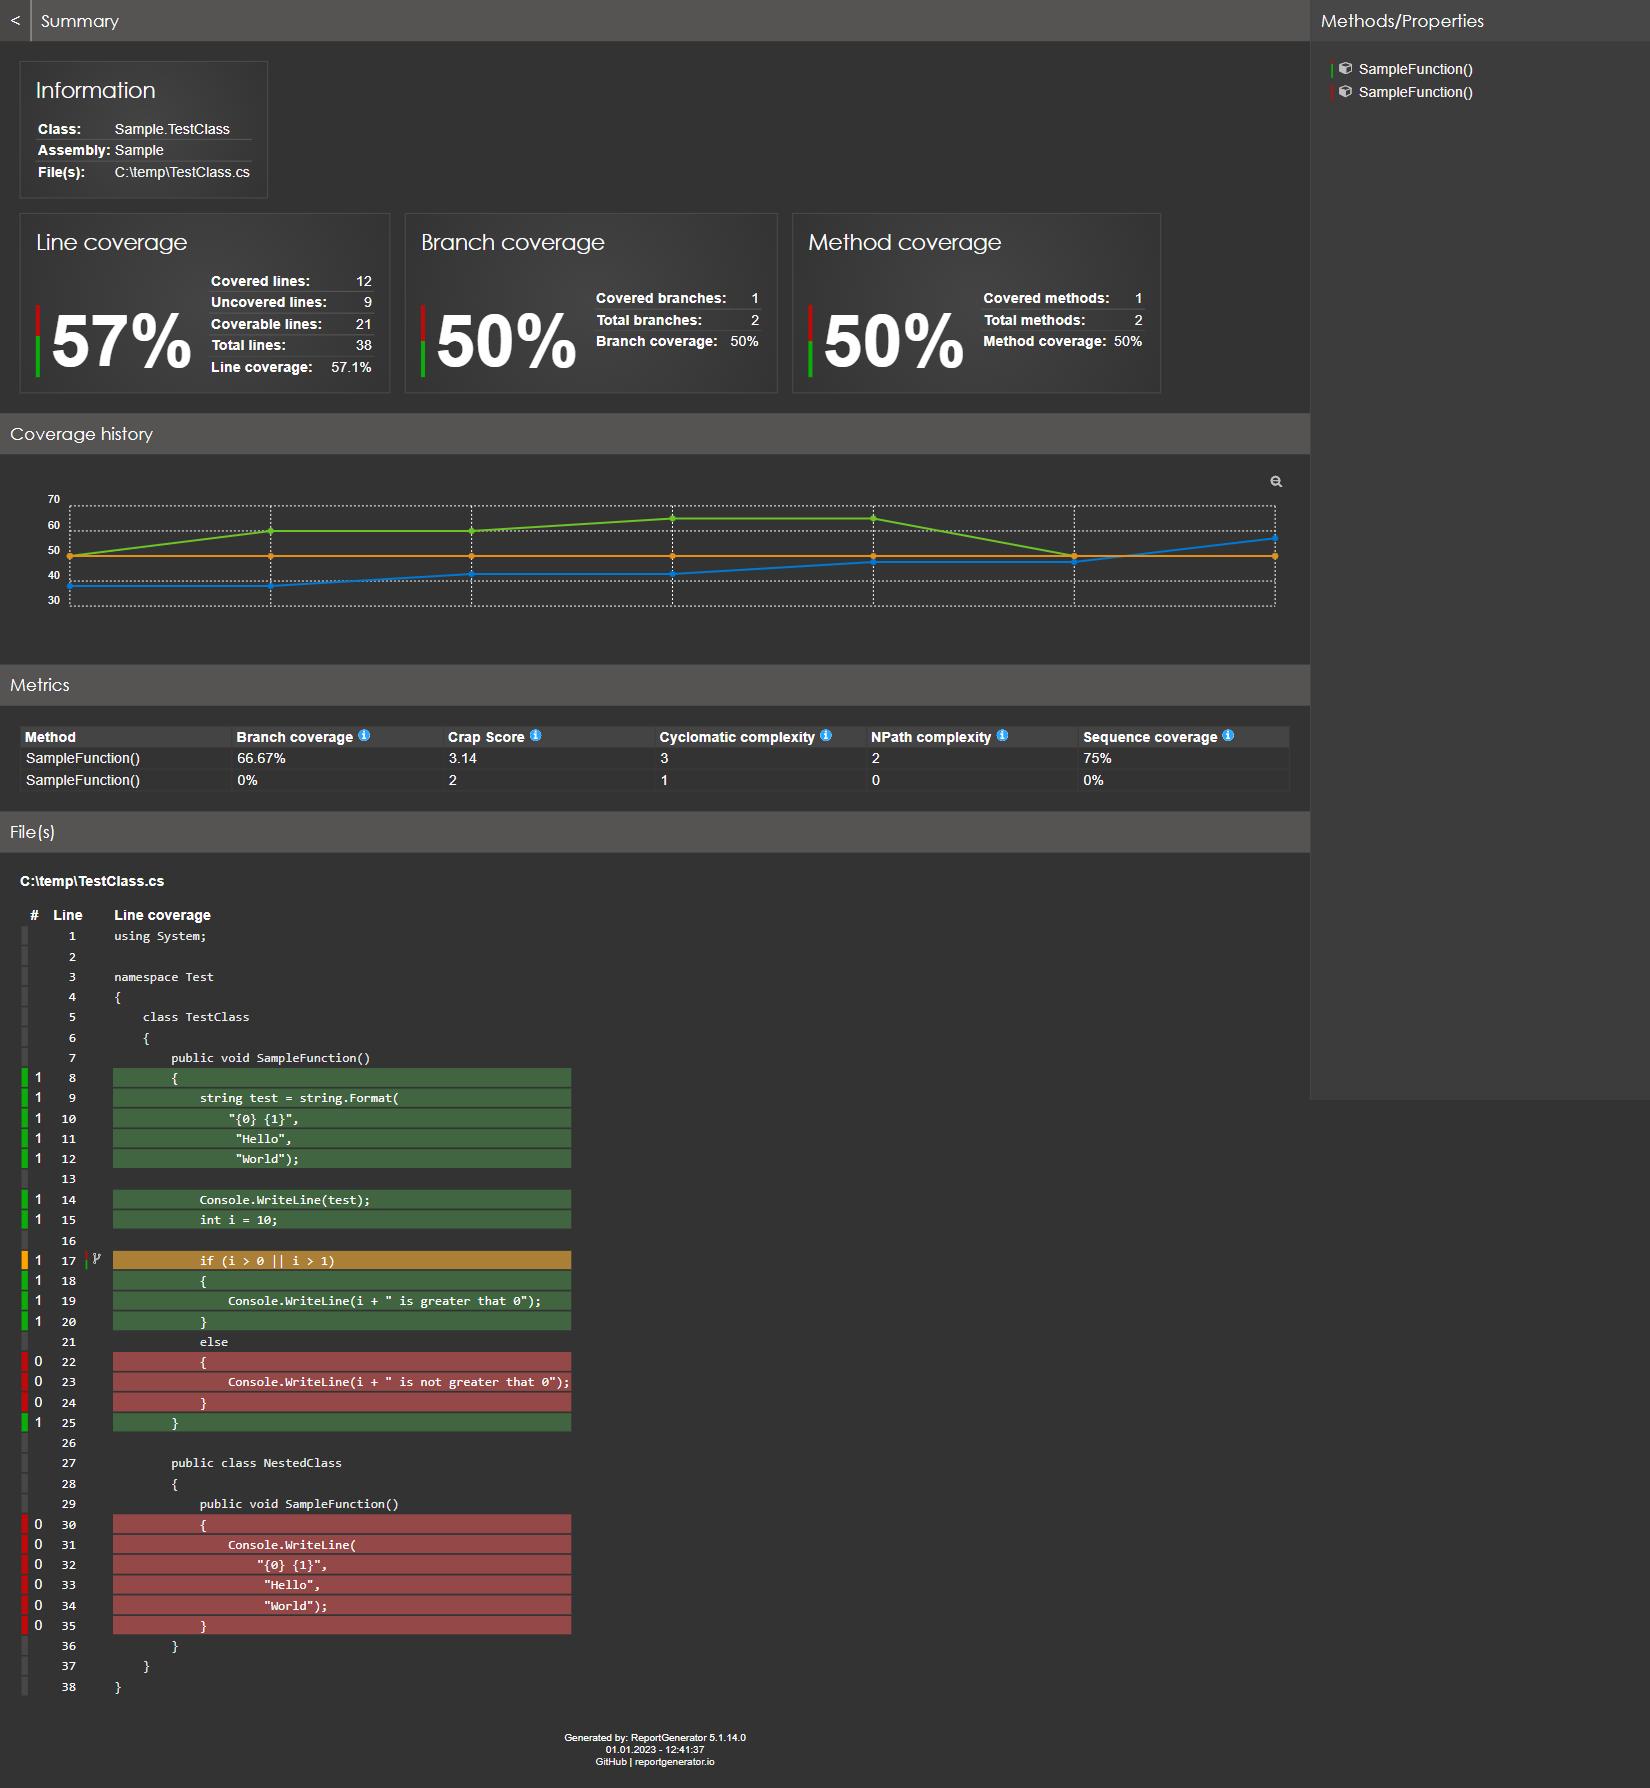 < Summary
Information
Class: Sample.TestClass
Assembly: Sample
File(s): C:\temp\TestClass.cs
Line coverage
57%
Covered lines: 12
Uncovered lines: 9
Coverable lines: 21
Total lines: 38
Line coverage: 57.1%
Branch coverage
50%
Covered branches: 1
Total branches: 2
Branch coverage: 50%
Method coverage
50%
Covered methods: 1
Total methods: 2
Method coverage: 50%
Coverage history
70
60
50
40
30
Metrics
Method Branch coverage Crap Score Cyclomatic complexity NPath complexity Sequence coverage
SampleFunction() 66.67% 3.14 3 2 75%
SampleFunction() 0% 2 1 0 0%
File(s)
C:\temp\TestClass.cs
# Line Line coverage
1 using System;
2
3 namespace Test
4 {
5 class TestClass
6 {
7 public void SampleFunction()
1 8 {
1 9 string test = string.Format(
1 10 "{0} {1}",
1 11 "Hello",
1 12 "World");
13
1 14 Console.WriteLine(test);
1 15 int i = 10;
16
1 17 if (i > 0 || i > 1)
1 18 {
1 19 Console.WriteLine(i + " is greater that 0");
1 20 }
21 else
0 22 {
0 23 Console.WriteLine(i + " is not greater that 0");
0 24 }
1 25 }
26
27 public class NestedClass
28 {
29 public void SampleFunction()
0 30 {
0 31 Console.WriteLine(
0 32 "{0} {1}",
0 33 "Hello",
0 34 "World");
0 35 }
36 }
37 }
38 }
Generated by: ReportGenerator 5.1.14.0
01.01.2023 - 12:41:37
GitHub | reportgenerator.io
Methods/Properties
SampleFunction()
SampleFunction()